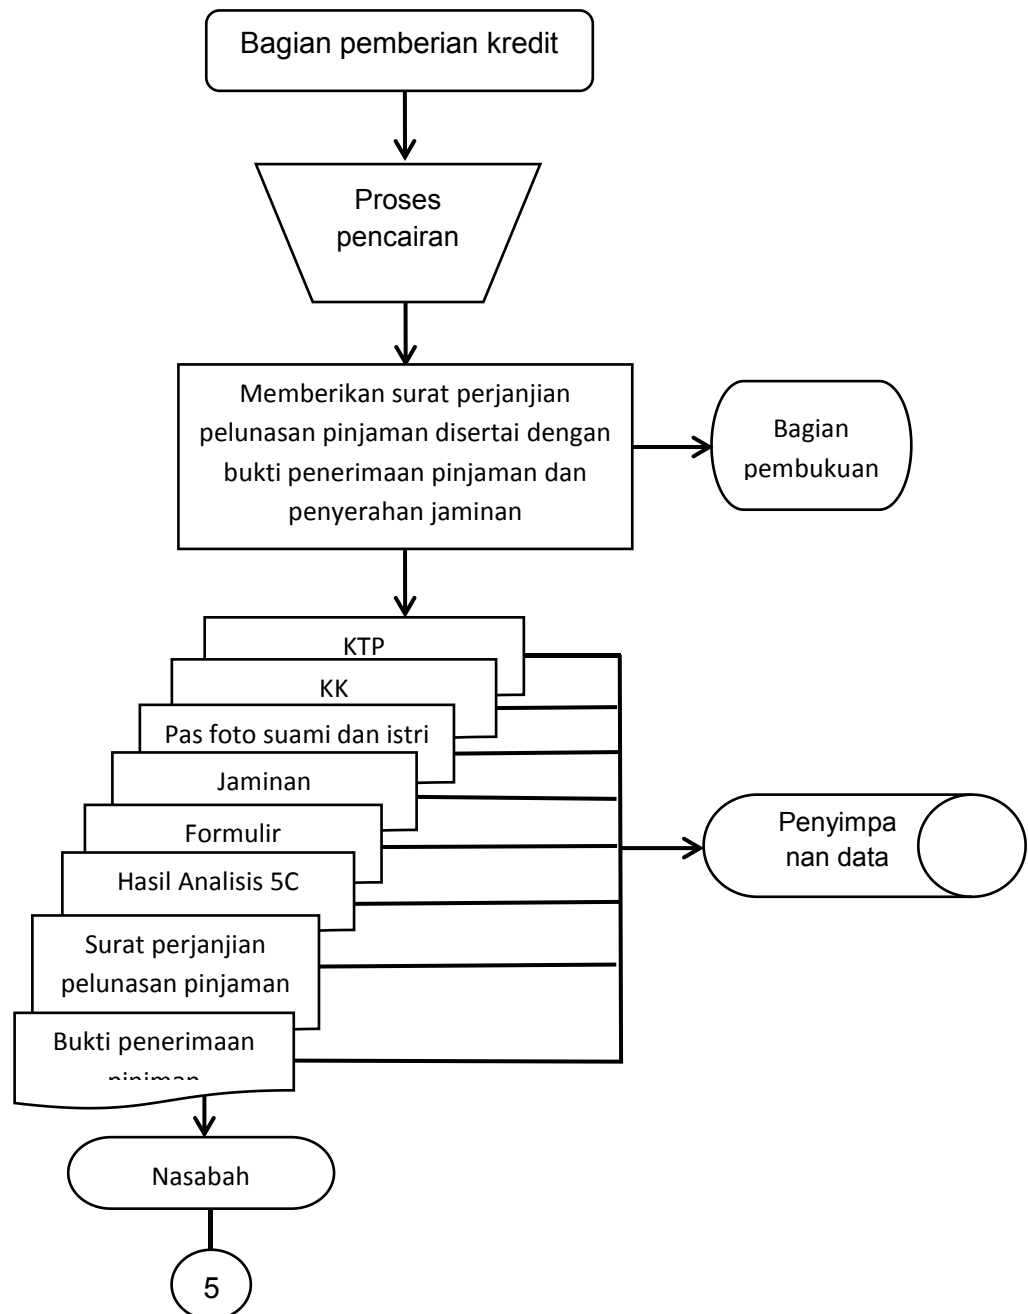 Bagian pemberian kredit
Proses
pencairan
Memberikan surat perjanjian
pelunasan pinjaman disertai dengan
bukti penerimaan pinjaman dan
penyerahan jaminan
Bagian
pembukuan
KTP
KK
Pas foto suami dan istri
Jaminan
Formulir
Hasil Analisis 5C
Surat perjanjian
pelunasan pinjaman
Bukti penerimaan
Penyimpa
nan data
Nasabah
5